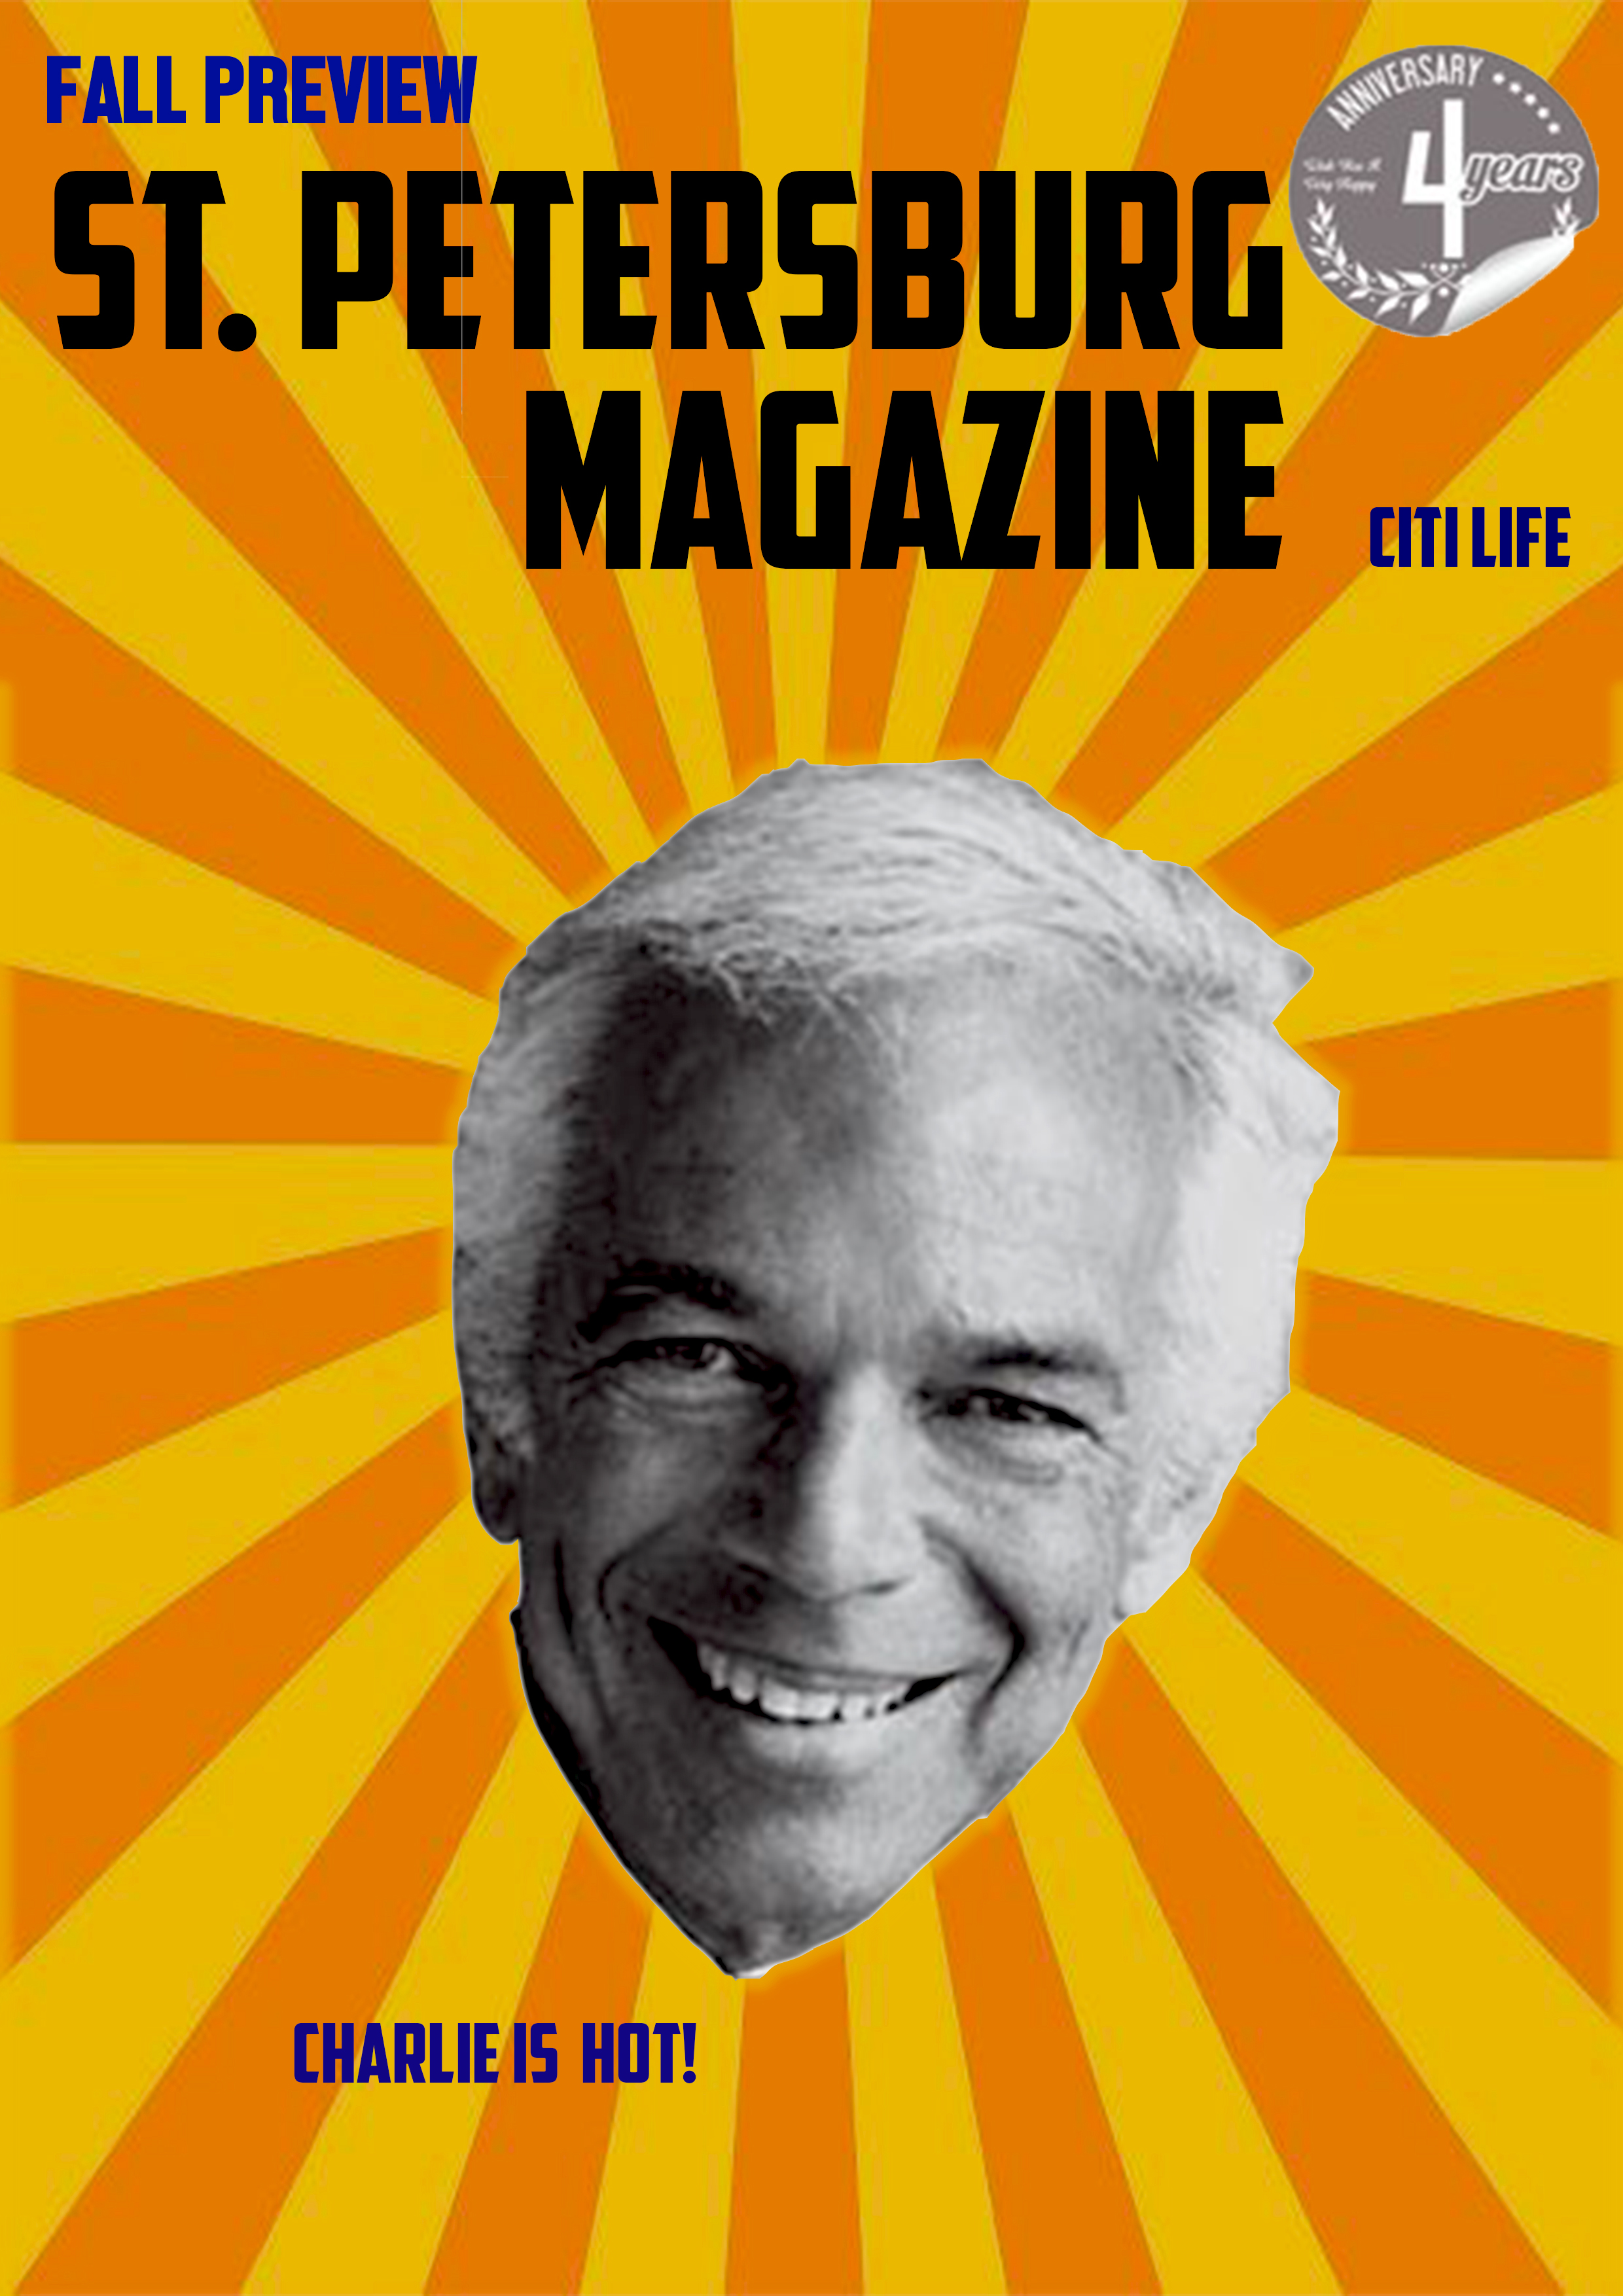 FALL PREVIEW
ANNIVERSARY
4 years
ST. PETERSBURG
MAGAZINE
CITI LIFE
CHARLIE IS HOT!